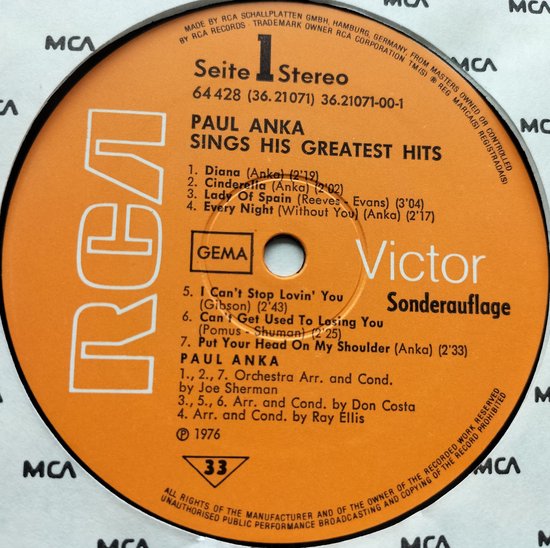 MADE BY RCA SCHALLPLATTEN GMBH, HAMBURG, GERMANY, FROM MASTERS OWNED OR CONTROLLED
BY RCA RECORDS · TRADEMARK OWNER RCA CORPORATION TM(S) ® REG MARCA(S) REGISTRADA(S)
MCA
MCA
Seite 1 Stereo
64 428 (36.21071) 36.21071-00-1
PAUL ANKA
SINGS HIS GREATEST HITS
1. Diana (Anka) (2'19)
2. Cinderella (Anka) (2'02)
3. Lady Of Spain (Reeves - Evans) (3'04)
4. Every Night (Without You) (Anka) (2'17)
RCA
GEMA
Victor
Sonderauflage
5. I Can't Stop Lovin' You
(Gibson) (2'43)
6. Can't Get Used To Losing You
(Pomus - Shuman) (2'25)
7. Put Your Head On My Shoulder (Anka) (2'33)
PAUL ANKA
1., 2., 7. Orchestra Arr. and Cond.
by Joe Sherman
3., 5., 6. Arr. and Cond. by Don Costa
4. Arr. and Cond. by Ray Ellis
℗ 1976
33
MCA
MCA
ALL RIGHTS OF THE MANUFACTURER AND OF THE OWNER OF THE RECORDED WORK RESERVED
UNAUTHORISED PUBLIC PERFORMANCE BROADCASTING AND COPYING OF THE RECORD PROHIBITED
MCA
MCA